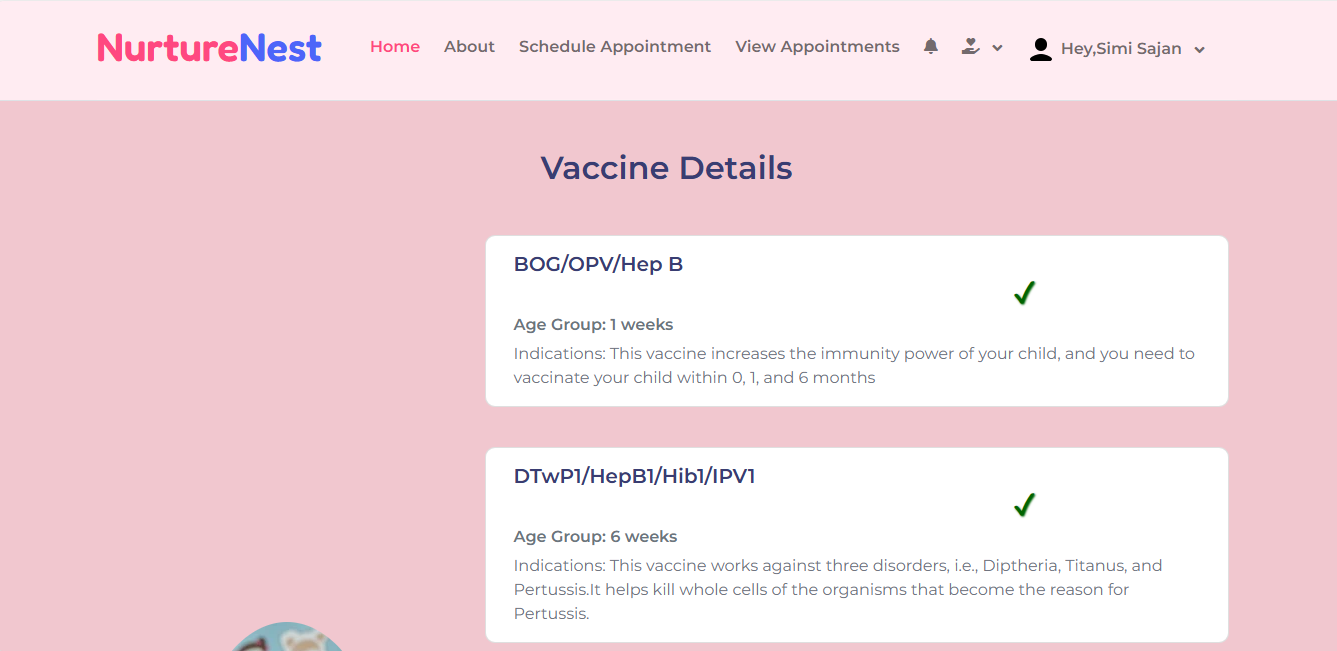 NurtureNest Home About Schedule Appointment View Appointments Hey,Simi Sajan
Vaccine Details
BOG/OPV/Hep B
Age Group: 1 weeks
Indications: This vaccine increases the immunity power of your child, and you need to
vaccinate your child within 0, 1, and 6 months
DTwP1/HepB1/Hib1/IPV1
Age Group: 6 weeks
Indications: This vaccine works against three disorders, i.e., Diptheria, Titanus, and
Pertussis.It helps kill whole cells of the organisms that become the reason for
Pertussis.